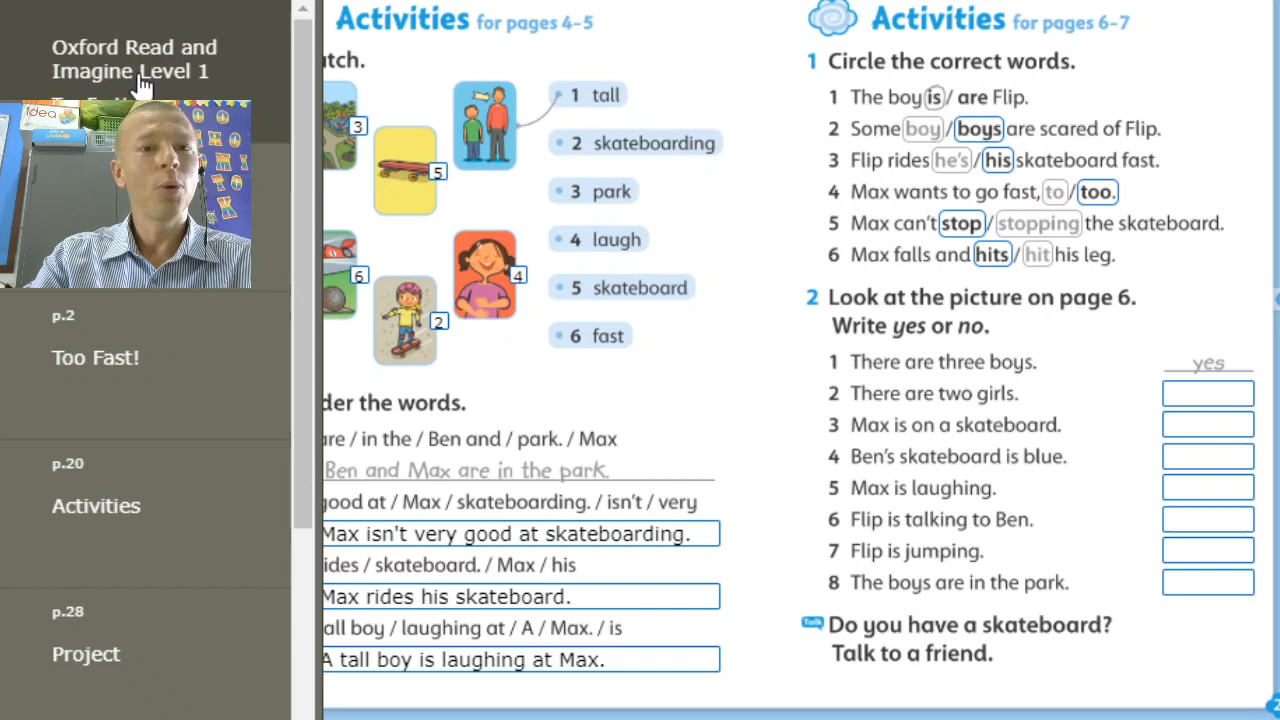 Oxford Read and
Imagine Level 1
p.2
Too Fast!
p.20
Activities
p.28
Project
idea
Activities for pages 4–5
tch.
3
5
6
2
4
1 tall
2 skateboarding
3 park
4 laugh
5 skateboard
6 fast
der the words.
are / in the / Ben and / park. / Max
Ben and Max are in the park.
good at / Max / skateboarding. / isn't / very
Max isn't very good at skateboarding.
ides / skateboard. / Max / his
Max rides his skateboard.
all boy / laughing at / A / Max. / is
A tall boy is laughing at Max.
Activities for pages 6–7
1 Circle the correct words.
1 The boy is / are Flip.
2 Some boy / boys are scared of Flip.
3 Flip rides he's / his skateboard fast.
4 Max wants to go fast, to / too.
5 Max can't stop / stopping the skateboard.
6 Max falls and hits / hit his leg.
2 Look at the picture on page 6.
Write yes or no.
1 There are three boys. yes
2 There are two girls.
3 Max is on a skateboard.
4 Ben's skateboard is blue.
5 Max is laughing.
6 Flip is talking to Ben.
7 Flip is jumping.
8 The boys are in the park.
Talk Do you have a skateboard?
Talk to a friend.
2